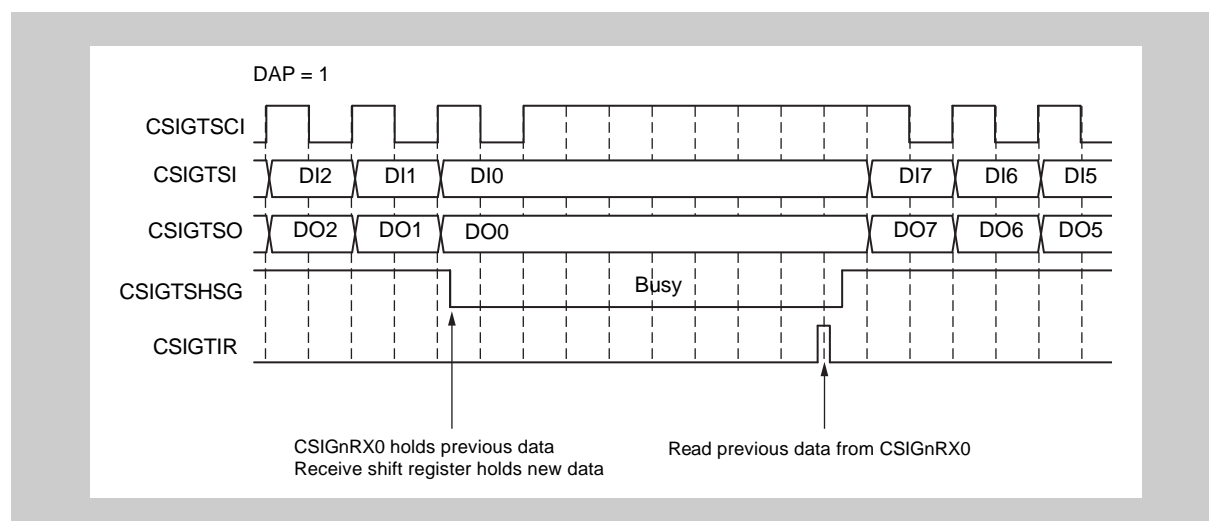 DAP = 1
CSIGTSCI
CSIGTSI DI2 DI1 DI0 DI7 DI6 DI5
CSIGTSO DO2 DO1 DO0 DO7 DO6 DO5
CSIGTSHSG Busy
CSIGTIR
CSIGnRX0 holds previous data
Receive shift register holds new data
Read previous data from CSIGnRX0